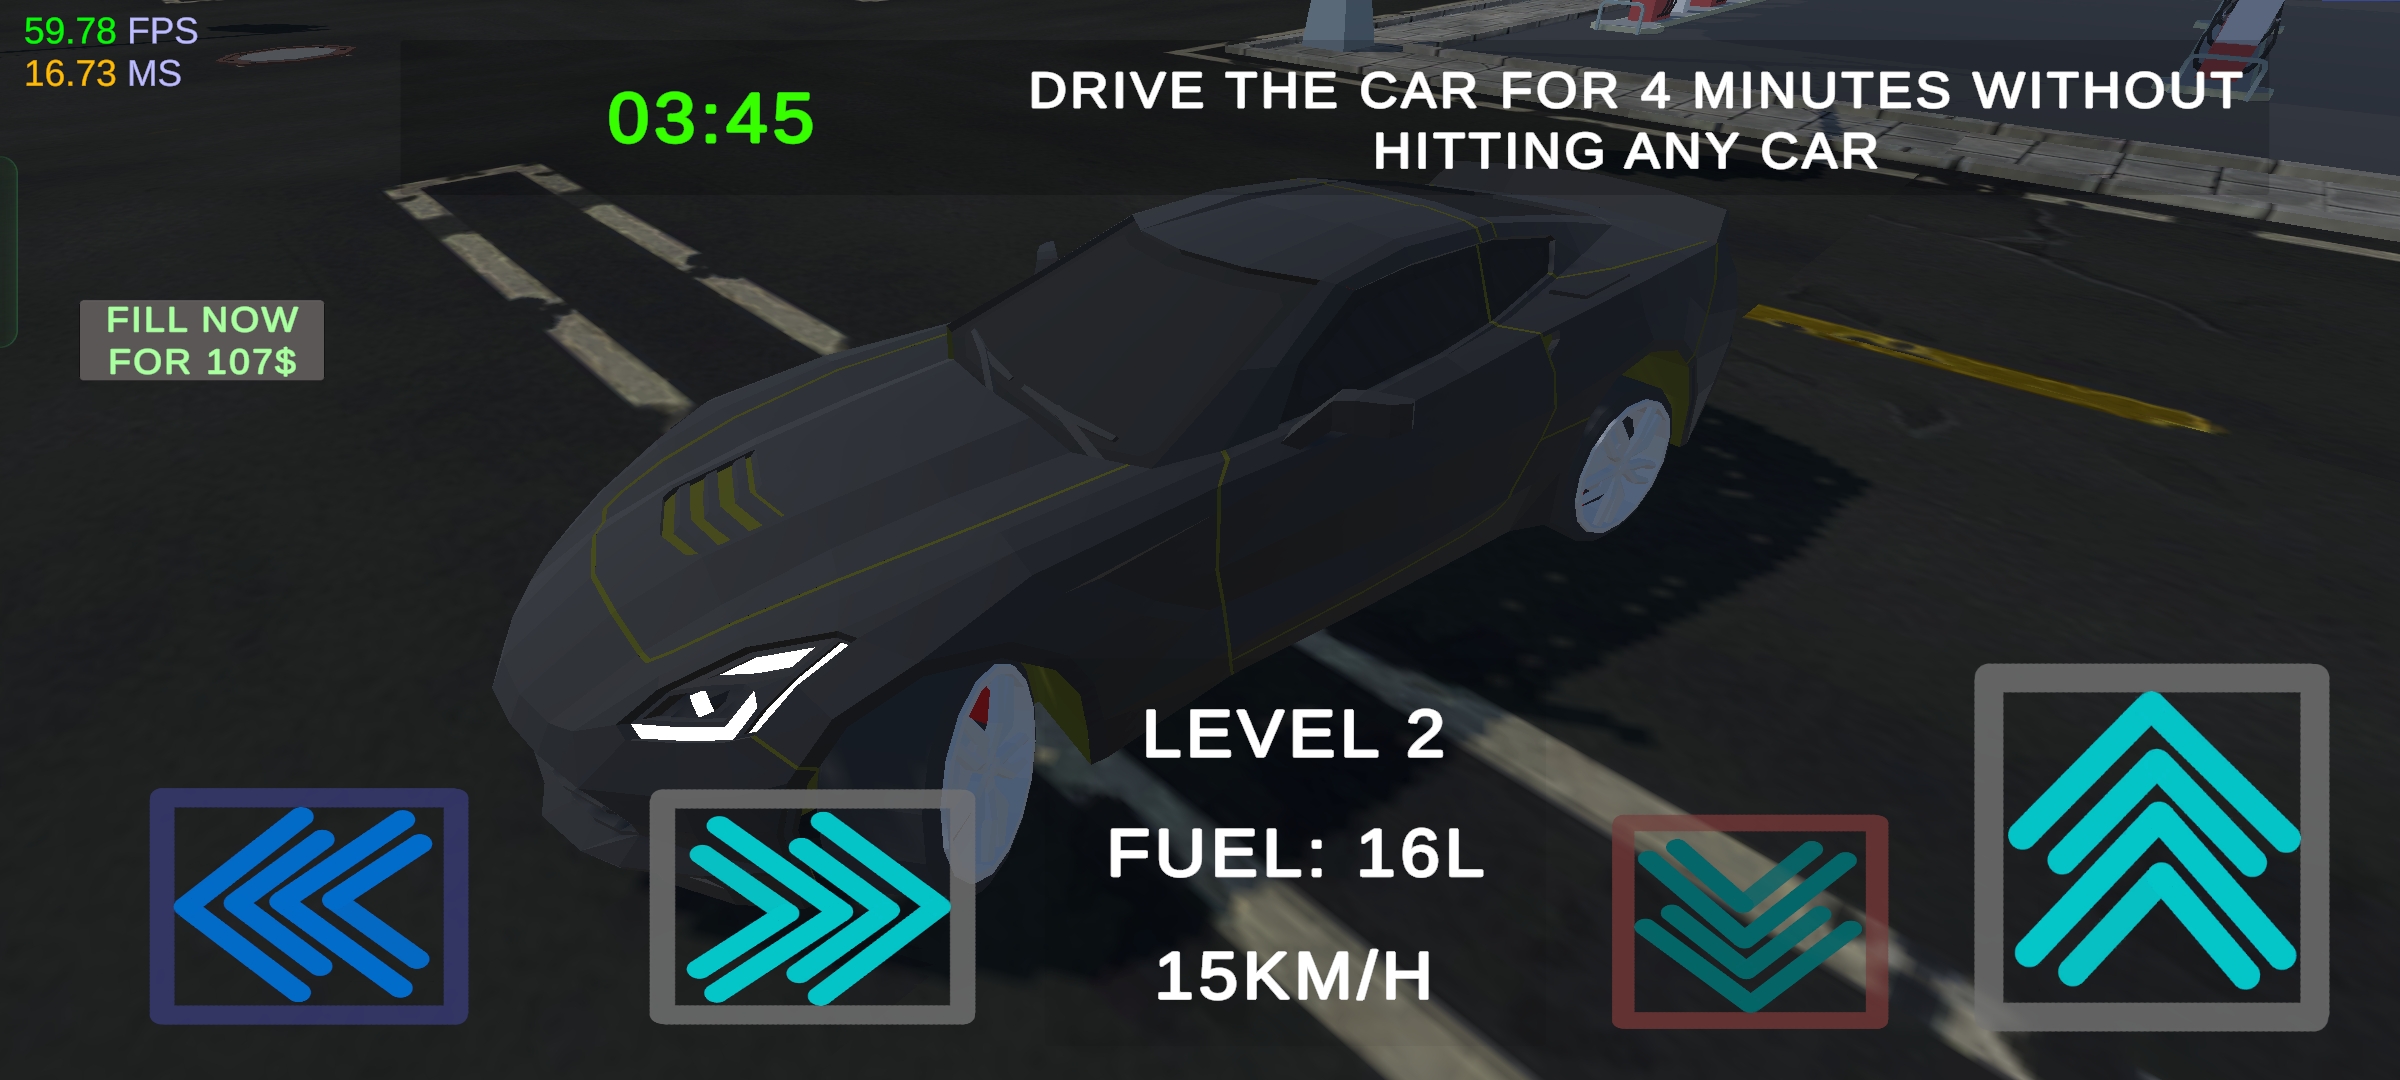 59.78 FPS
16.73 MS
03:45
DRIVE THE CAR FOR 4 MINUTES WITHOUT
HITTING ANY CAR
FILL NOW
FOR 107$
LEVEL 2
FUEL: 16L
15KM/H